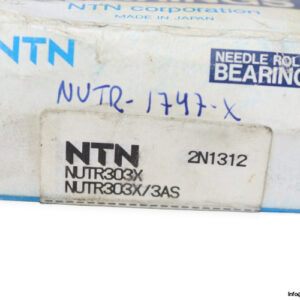 NTN corporation
MADE IN JAPAN
NTN
NEEDLE ROL
BEARING
NUTR-1747-X
NTN 2N1312
NUTR303X
NUTR303X/3AS